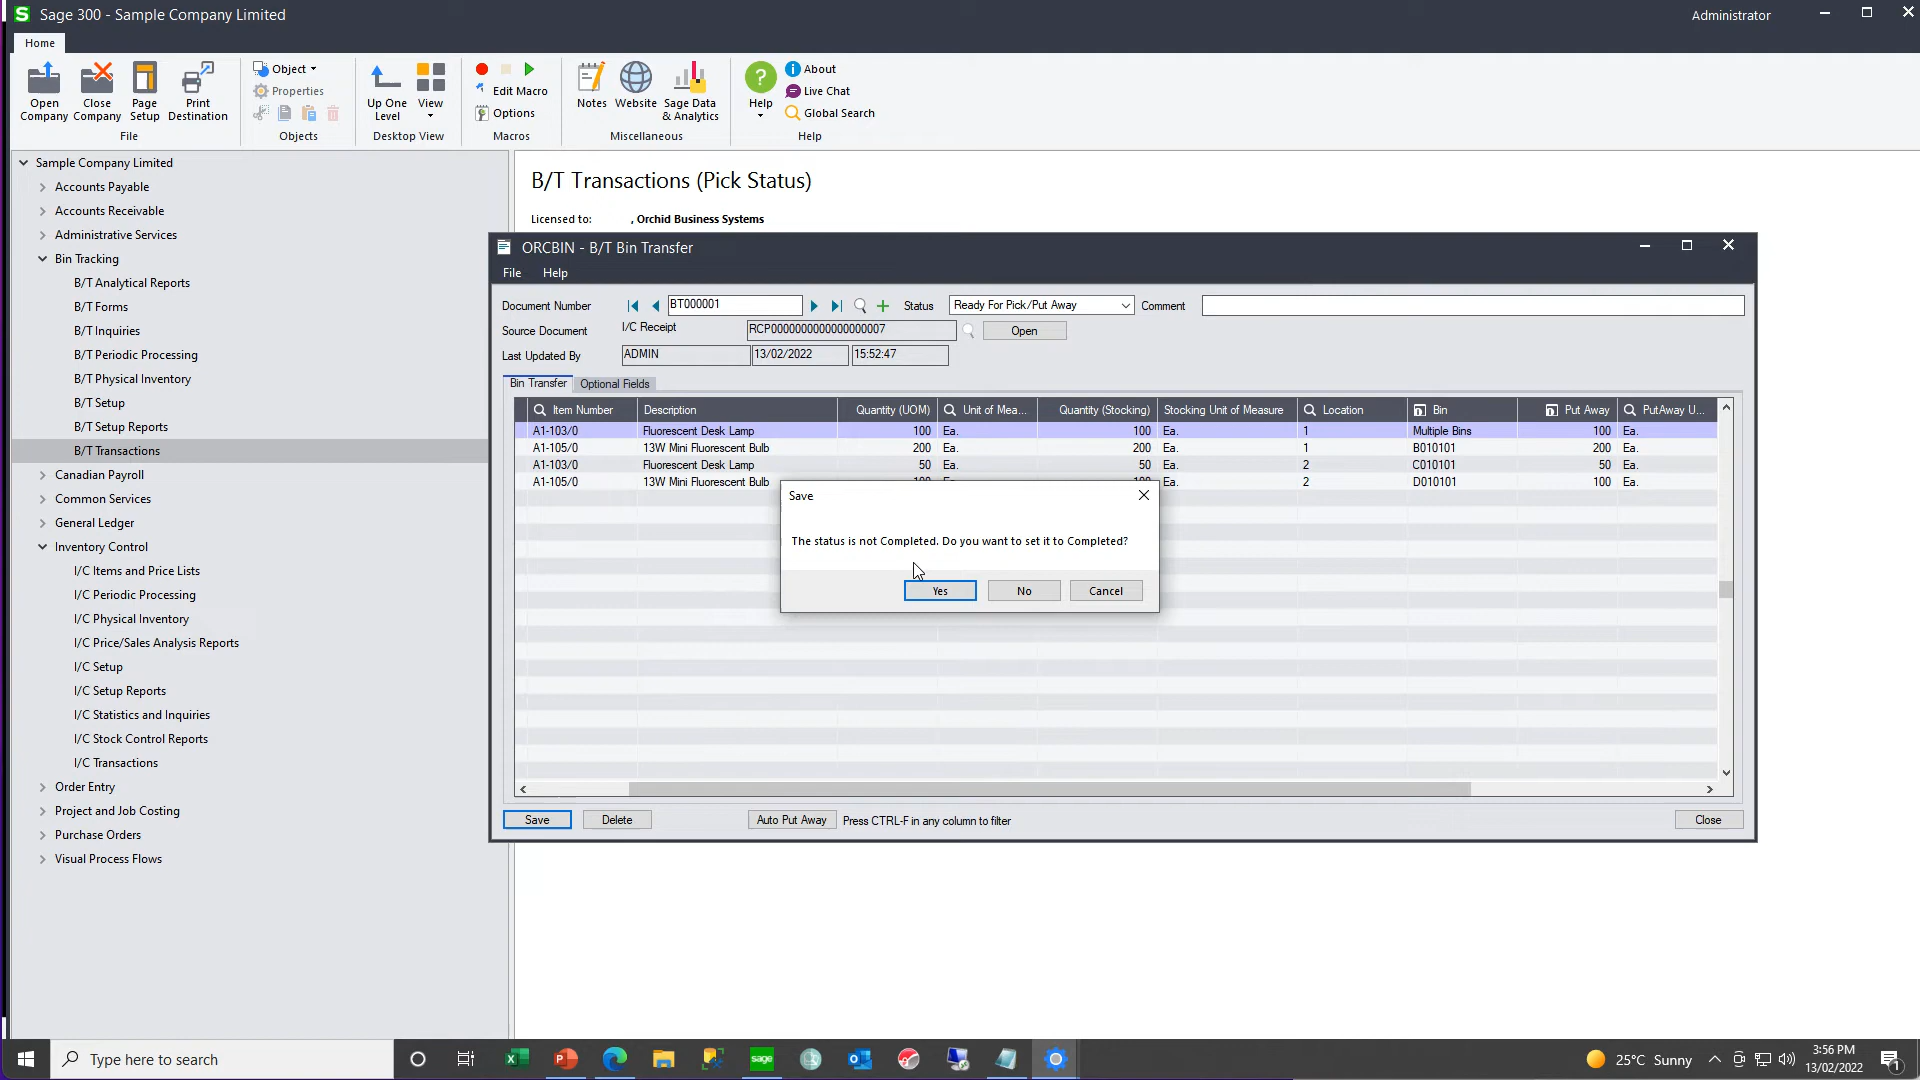 Sage 300 - Sample Company Limited
Administrator
Home
Open Company
Close Company
Page Setup
Print Destination
File
Object
Properties
Objects
Up One Level
View
Desktop View
Edit Macro
Options
Macros
Notes
Website
Sage Data & Analytics
Miscellaneous
Help
About
Live Chat
Global Search
Help
Sample Company Limited
Accounts Payable
Accounts Receivable
Administrative Services
Bin Tracking
B/T Analytical Reports
B/T Forms
B/T Inquiries
B/T Periodic Processing
B/T Physical Inventory
B/T Setup
B/T Setup Reports
B/T Transactions
Canadian Payroll
Common Services
General Ledger
Inventory Control
I/C Items and Price Lists
I/C Periodic Processing
I/C Physical Inventory
I/C Price/Sales Analysis Reports
I/C Setup
I/C Setup Reports
I/C Statistics and Inquiries
I/C Stock Control Reports
I/C Transactions
Order Entry
Project and Job Costing
Purchase Orders
Visual Process Flows
B/T Transactions (Pick Status)
Licensed to: , Orchid Business Systems
ORCBIN - B/T Bin Transfer
File Help
Document Number BT000001 Status Ready For Pick/Put Away Comment
Source Document I/C Receipt RCP0000000000000000007 Open
Last Updated By ADMIN 13/02/2022 15:52:47
Bin Transfer Optional Fields
Item Number Description Quantity (UOM) Unit of Mea... Quantity (Stocking) Stocking Unit of Measure Location Bin Put Away PutAway U...
A1-103/0 Fluorescent Desk Lamp 100 Ea. 100 Ea. 1 Multiple Bins 100 Ea.
A1-105/0 13W Mini Fluorescent Bulb 200 Ea. 200 Ea. 1 B010101 200 Ea.
A1-103/0 Fluorescent Desk Lamp 50 Ea. 50 Ea. 2 C010101 50 Ea.
A1-105/0 13W Mini Fluorescent Bulb Ea. 2 D010101 100 Ea.
Save
The status is not Completed. Do you want to set it to Completed?
Yes No Cancel
Save Delete Auto Put Away Press CTRL-F in any column to filter Close
Type here to search
sage
25°C Sunny
3:56 PM
13/02/2022
1